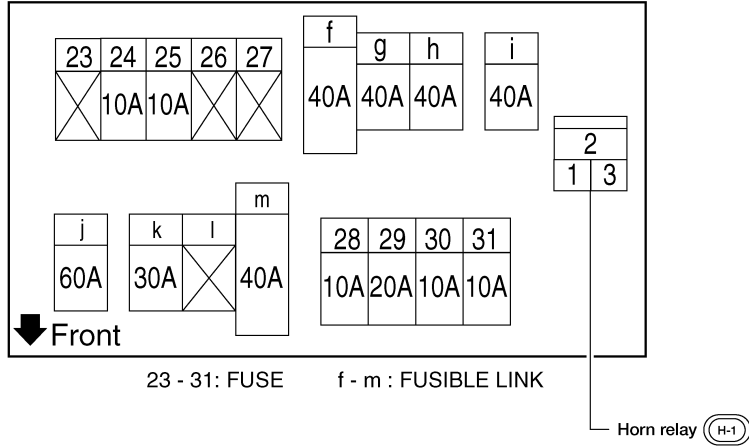 23 24 25 26 27
10A 10A
f g h i
40A 40A 40A 40A
2
1 3
j k l m
60A 30A 40A
28 29 30 31
10A 20A 10A 10A
Front
23 - 31: FUSE f - m : FUSIBLE LINK
Horn relay H-1